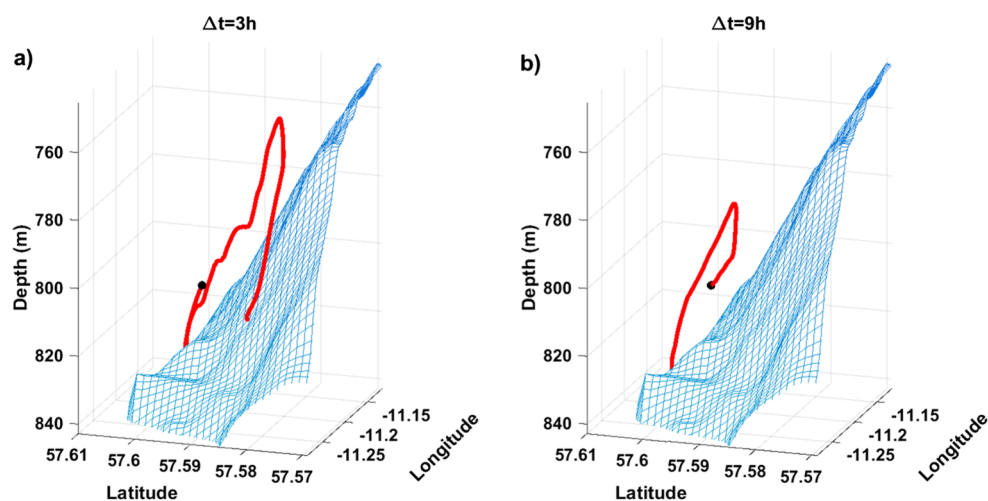 Δt=3h
a)
760
780
800
820
840
Depth (m)
57.61
57.6
57.59
57.58
57.57
Latitude
-11.15
-11.2
-11.25
Longitude
Δt=9h
b)
760
780
800
820
840
Depth (m)
57.61
57.6
57.59
57.58
57.57
Latitude
-11.15
-11.2
-11.25
Longitude